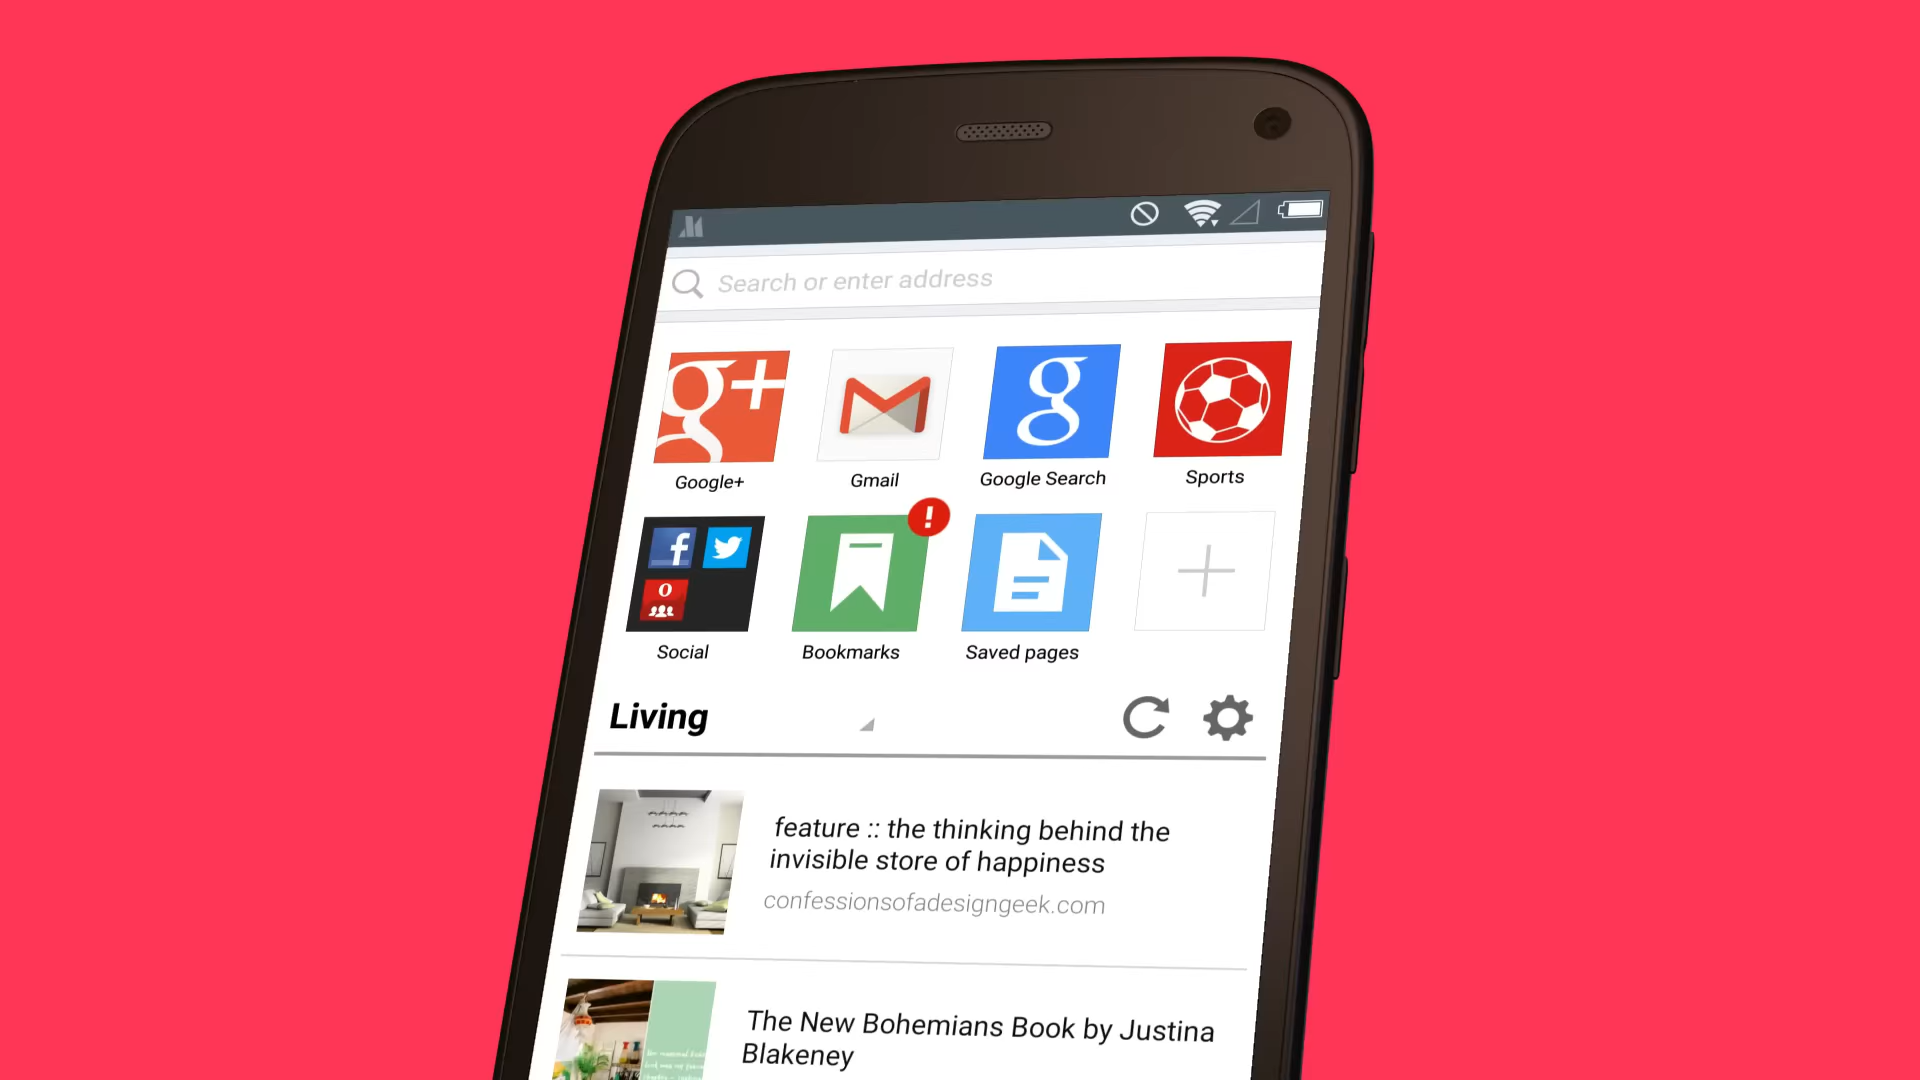 Search or enter address
g+
g
Google+
Gmail
Google Search
Sports
f
!
O
Social
Bookmarks
Saved pages
Living
feature :: the thinking behind the
invisible store of happiness
confessionsofadesigngeek.com
The New Bohemians Book by Justina
Blakeney